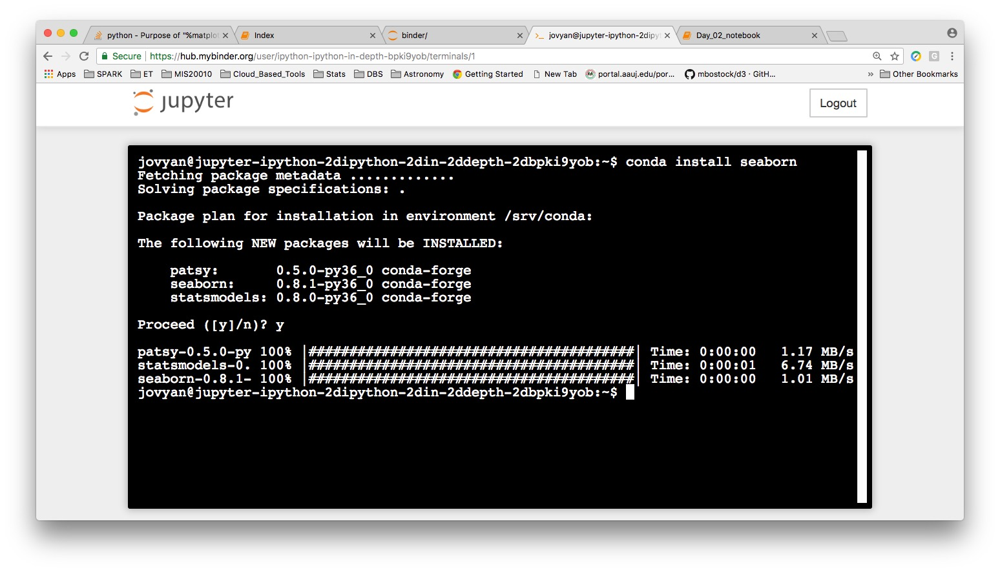 python - Purpose of "%matplot
Index
binder/
jovyan@jupyter-ipython-2dipyt
Day_02_notebook
Secure https://hub.mybinder.org/user/ipython-ipython-in-depth-bpki9yob/terminals/1
Apps SPARK ET MIS20010 Cloud_Based_Tools Stats DBS Astronomy Getting Started New Tab portal.aauj.edu/por... mbostock/d3 · GitH... » Other Bookmarks
jupyter
Logout
jovyan@jupyter-ipython-2dipython-2din-2ddepth-2dbpki9yob:~$ conda install seaborn
Fetching package metadata .............
Solving package specifications: .
Package plan for installation in environment /srv/conda:
The following NEW packages will be INSTALLED:
patsy: 0.5.0-py36_0 conda-forge
seaborn: 0.8.1-py36_0 conda-forge
statsmodels: 0.8.0-py36_0 conda-forge
Proceed ([y]/n)? y
patsy-0.5.0-py 100% |########################################| Time: 0:00:00 1.17 MB/s
statsmodels-0. 100% |########################################| Time: 0:00:01 6.74 MB/s
seaborn-0.8.1- 100% |########################################| Time: 0:00:00 1.01 MB/s
jovyan@jupyter-ipython-2dipython-2din-2ddepth-2dbpki9yob:~$